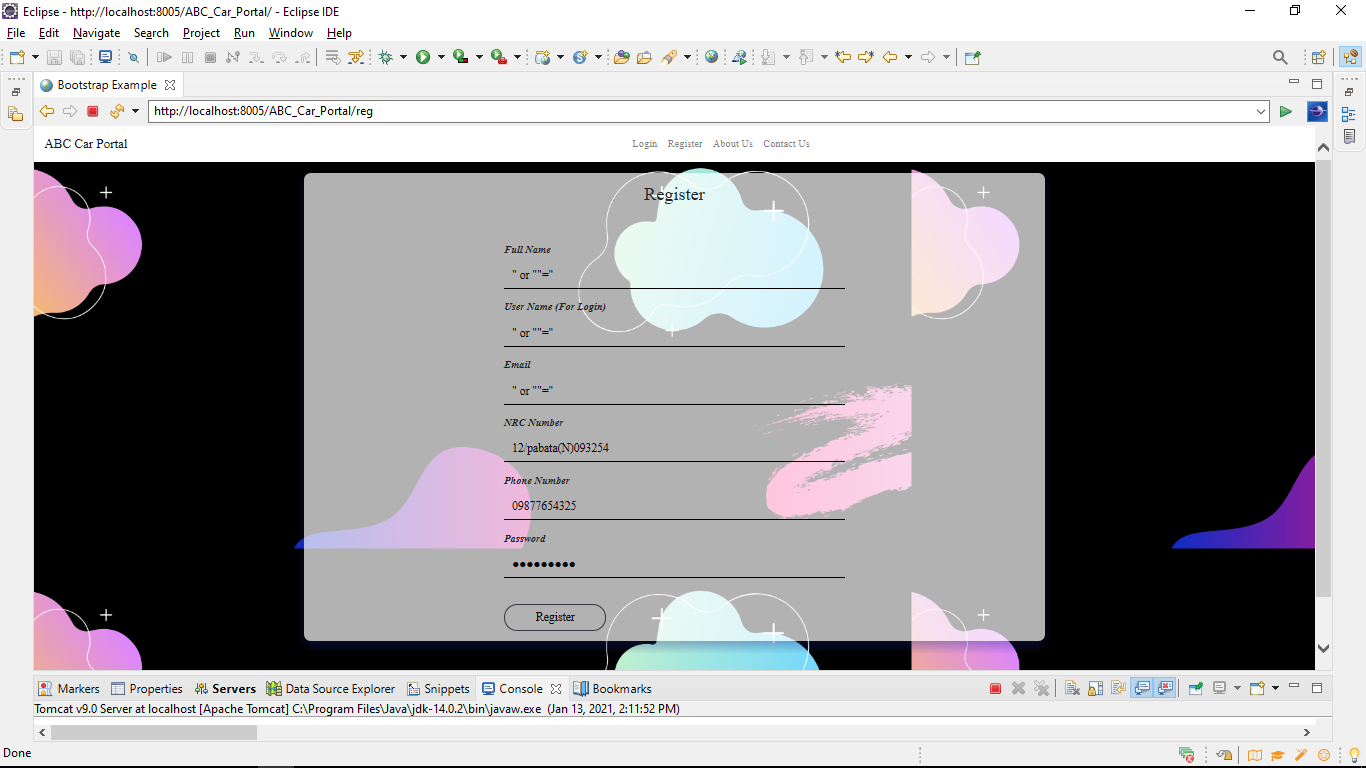 Eclipse - http://localhost:8005/ABC_Car_Portal/ - Eclipse IDE
File Edit Navigate Search Project Run Window Help
Bootstrap Example
http://localhost:8005/ABC_Car_Portal/reg
ABC Car Portal Login Register About Us Contact Us
Register
Full Name
" or ""="
User Name (For Login)
" or ""="
Email
" or ""="
NRC Number
12/pabata(N)093254
Phone Number
09877654325
Password
●●●●●●●●●
Register
Markers Properties Servers Data Source Explorer Snippets Console Bookmarks
Tomcat v9.0 Server at localhost [Apache Tomcat] C:\Program Files\Java\jdk-14.0.2\bin\javaw.exe (Jan 13, 2021, 2:11:52 PM)
Done